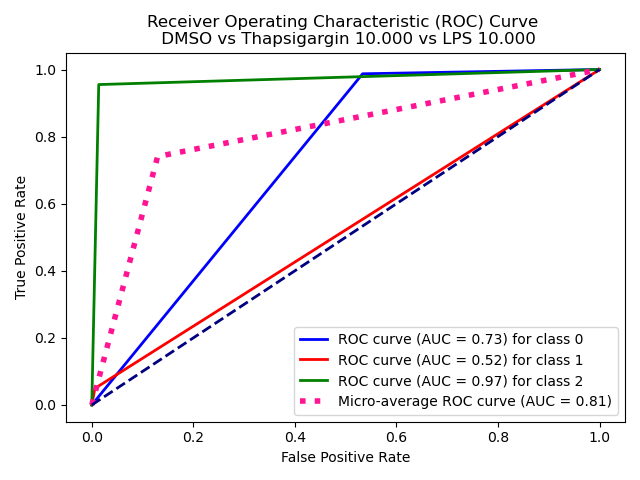 Receiver Operating Characteristic (ROC) Curve
DMSO vs Thapsigargin 10.000 vs LPS 10.000
True Positive Rate
1.0
0.8
0.6
0.4
0.2
0.0
ROC curve (AUC = 0.73) for class 0
ROC curve (AUC = 0.52) for class 1
ROC curve (AUC = 0.97) for class 2
Micro-average ROC curve (AUC = 0.81)
0.0 0.2 0.4 0.6 0.8 1.0
False Positive Rate